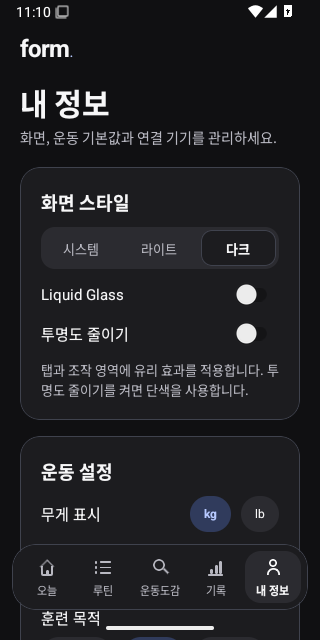 11:10
form.
내 정보
화면, 운동 기본값과 연결 기기를 관리하세요.
화면 스타일
시스템 라이트 다크
Liquid Glass
투명도 줄이기
탭과 조작 영역에 유리 효과를 적용합니다. 투
명도 줄이기를 켜면 단색을 사용합니다.
운동 설정
무게 표시 kg lb
오늘 루틴 운동도감 기록 내 정보
훈련 목적